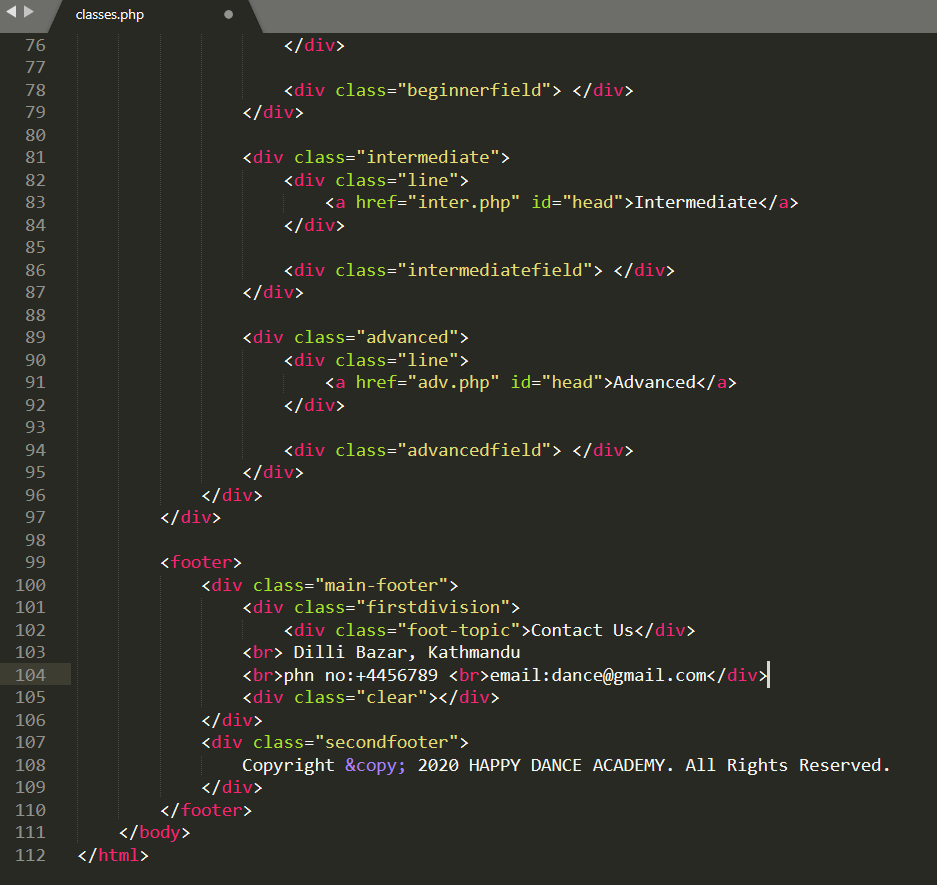 classes.php
76 </div>
77
78 <div class="beginnerfield"> </div>
79 </div>
80
81 <div class="intermediate">
82 <div class="line">
83 <a href="inter.php" id="head">Intermediate</a>
84 </div>
85
86 <div class="intermediatefield"> </div>
87 </div>
88
89 <div class="advanced">
90 <div class="line">
91 <a href="adv.php" id="head">Advanced</a>
92 </div>
93
94 <div class="advancedfield"> </div>
95 </div>
96 </div>
97 </div>
98
99 <footer>
100 <div class="main-footer">
101 <div class="firstdivision">
102 <div class="foot-topic">Contact Us</div>
103 <br> Dilli Bazar, Kathmandu
104 <br>phn no:+4456789 <br>email:dance@gmail.com</div>
105 <div class="clear"></div>
106 </div>
107 <div class="secondfooter">
108 Copyright &copy; 2020 HAPPY DANCE ACADEMY. All Rights Reserved.
109 </div>
110 </footer>
111 </body>
112 </html>